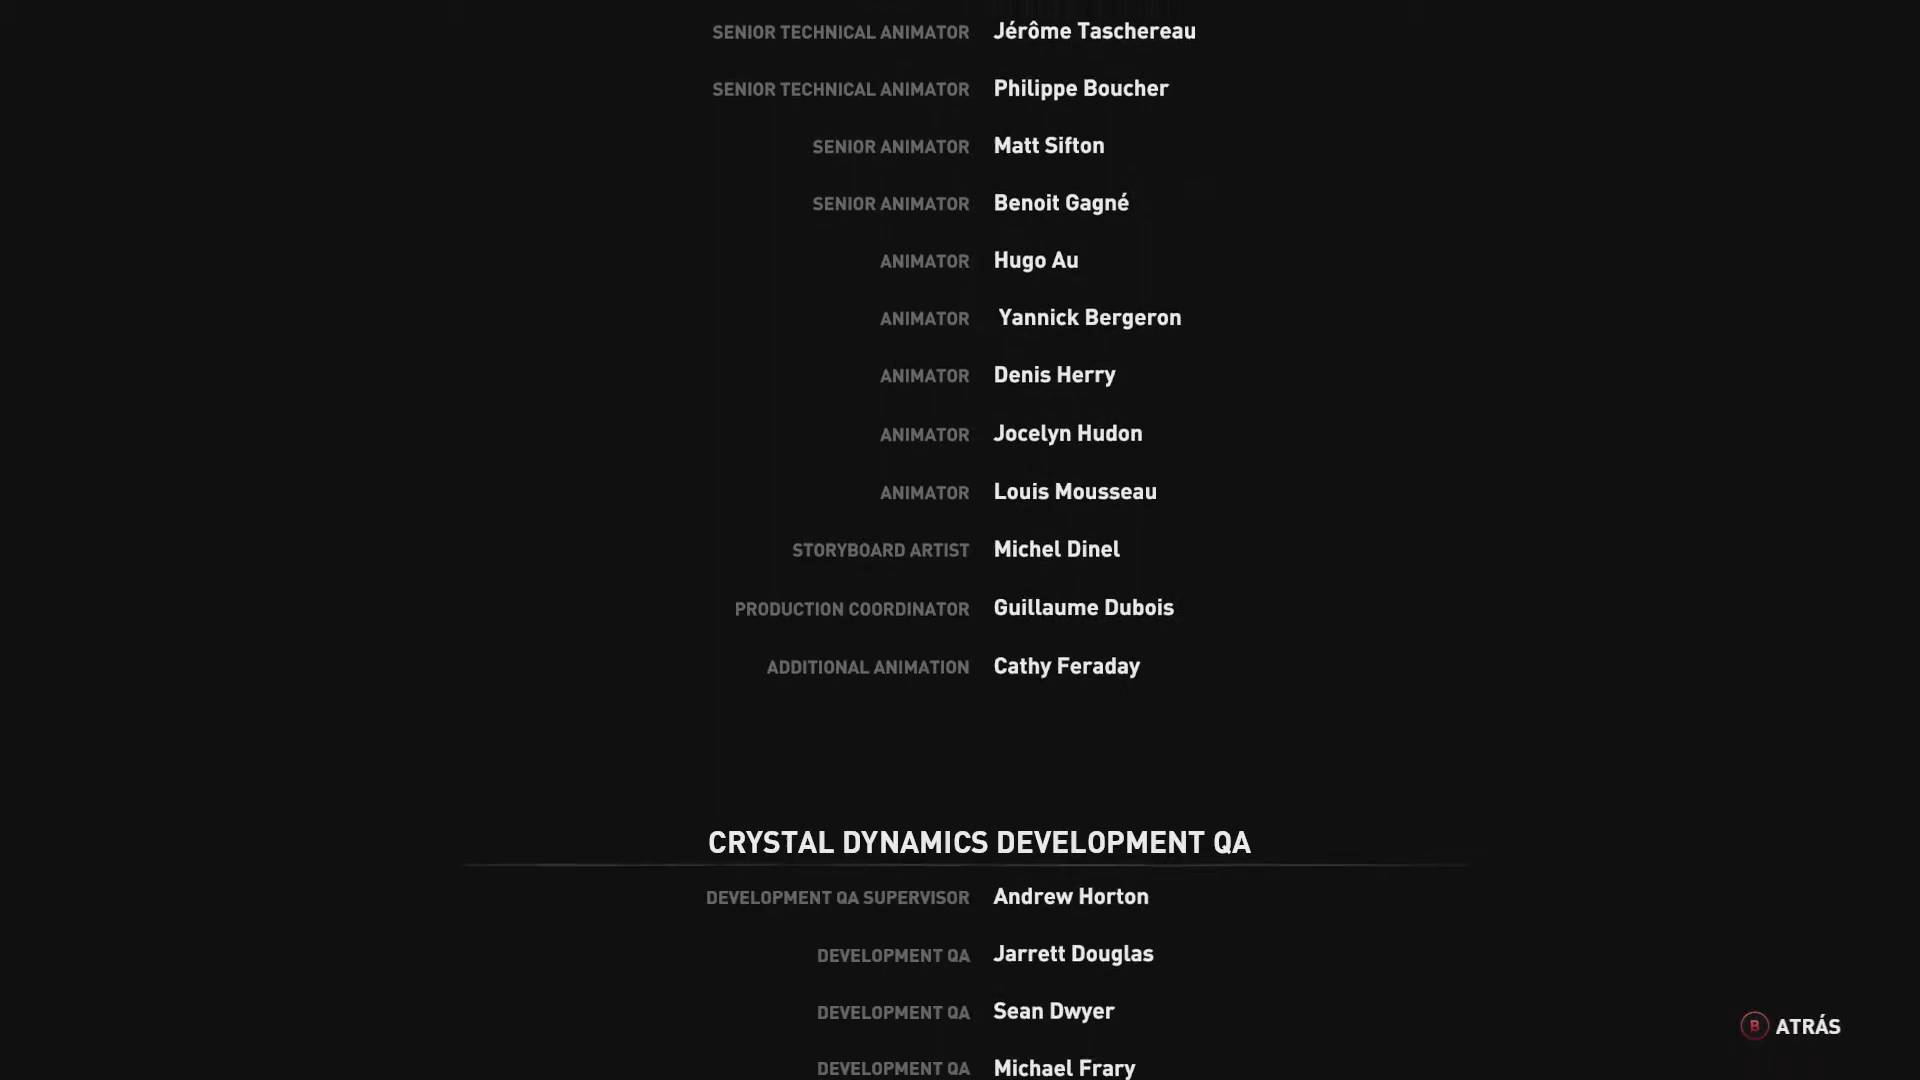 SENIOR TECHNICAL ANIMATOR Jérôme Taschereau
SENIOR TECHNICAL ANIMATOR Philippe Boucher
SENIOR ANIMATOR Matt Sifton
SENIOR ANIMATOR Benoit Gagné
ANIMATOR Hugo Au
ANIMATOR Yannick Bergeron
ANIMATOR Denis Herry
ANIMATOR Jocelyn Hudon
ANIMATOR Louis Mousseau
STORYBOARD ARTIST Michel Dinel
PRODUCTION COORDINATOR Guillaume Dubois
ADDITIONAL ANIMATION Cathy Feraday
CRYSTAL DYNAMICS DEVELOPMENT QA
DEVELOPMENT QA SUPERVISOR Andrew Horton
DEVELOPMENT QA Jarrett Douglas
DEVELOPMENT QA Sean Dwyer
B ATRÁS
DEVELOPMENT QA Michael Frary